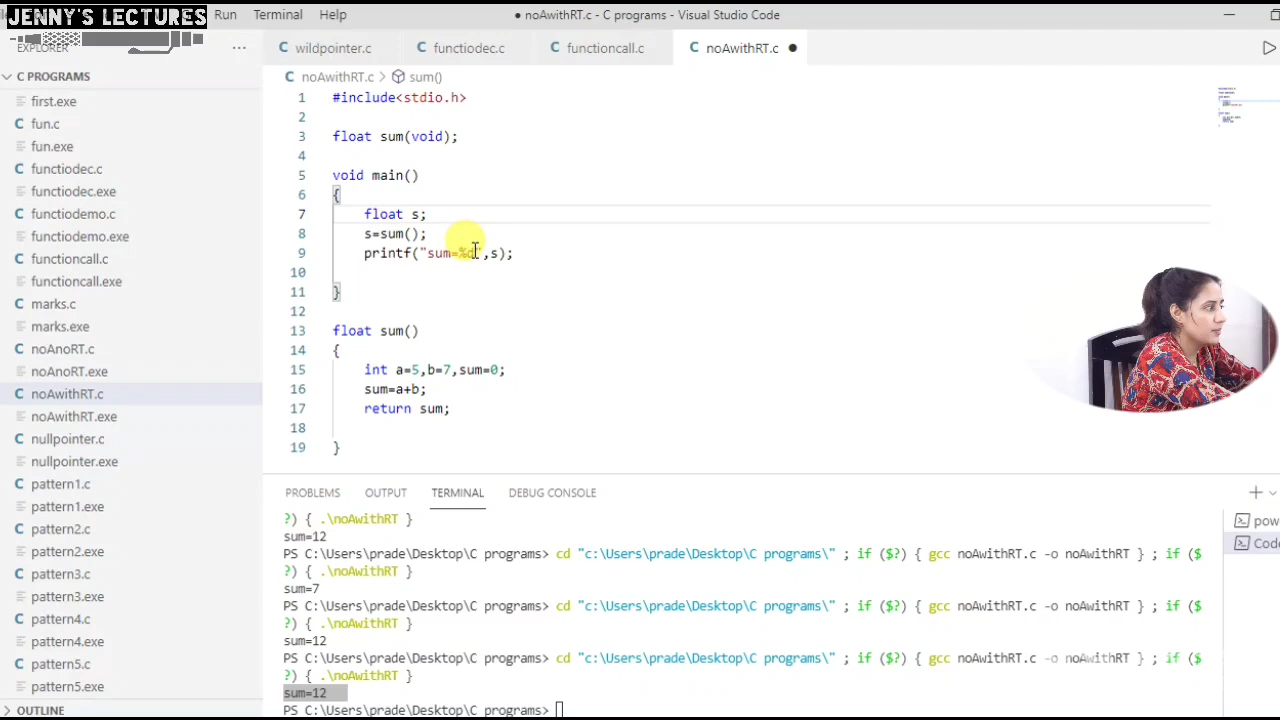 JENNY'S LECTURES
Run Terminal Help
● noAwithRT.c - C programs - Visual Studio Code
EXPLORER ...
C wildpointer.c C functiodec.c C functioncall.c C noAwithRT.c ●
C PROGRAMS
first.exe
C fun.c
fun.exe
C functiodec.c
functiodec.exe
C functiodemo.c
functiodemo.exe
C functioncall.c
functioncall.exe
C marks.c
marks.exe
C noAnoRT.c
noAnoRT.exe
C noAwithRT.c
noAwithRT.exe
C nullpointer.c
nullpointer.exe
C pattern1.c
pattern1.exe
C pattern2.c
pattern2.exe
C pattern3.c
pattern3.exe
C pattern4.c
pattern4.exe
C pattern5.c
pattern5.exe
OUTLINE
C noAwithRT.c > sum()
1 #include<stdio.h>
2
3 float sum(void);
4
5 void main()
6 {
7 float s;
8 s=sum();
9 printf("sum=%d",s);
10
11 }
12
13 float sum()
14 {
15 int a=5,b=7,sum=0;
16 sum=a+b;
17 return sum;
18
19 }
PROBLEMS OUTPUT TERMINAL DEBUG CONSOLE
?) { .\noAwithRT }
sum=12
PS C:\Users\prade\Desktop\C programs> cd "c:\Users\prade\Desktop\C programs\" ; if ($?) { gcc noAwithRT.c -o noAwithRT } ; if ($
?) { .\noAwithRT }
sum=7
PS C:\Users\prade\Desktop\C programs> cd "c:\Users\prade\Desktop\C programs\" ; if ($?) { gcc noAwithRT.c -o noAwithRT } ; if ($
?) { .\noAwithRT }
sum=12
PS C:\Users\prade\Desktop\C programs> cd "c:\Users\prade\Desktop\C programs\" ; if ($?) { gcc noAwithRT.c -o noAwithRT } ; if ($
?) { .\noAwithRT }
sum=12
PS C:\Users\prade\Desktop\C programs>
pow
Code